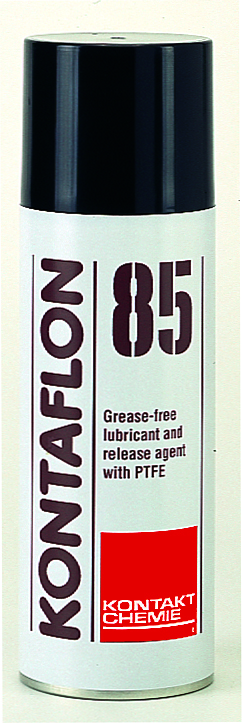 KONTAFLON
85
Grease-free
lubricant and
release agent
with PTFE
KONTAKT
CHEMIE